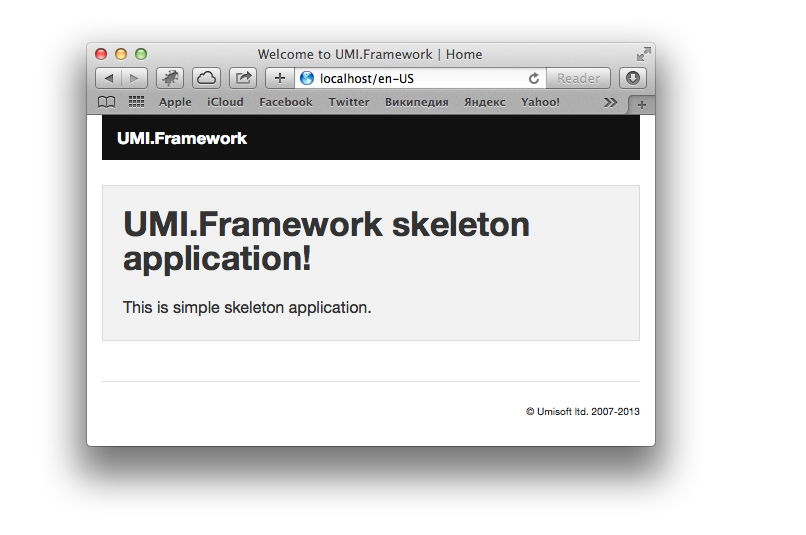 Welcome to UMI.Framework | Home
localhost/en-US
Reader
Apple iCloud Facebook Twitter Википедия Яндекс Yahoo!
UMI.Framework
UMI.Framework skeleton
application!
This is simple skeleton application.
© Umisoft ltd. 2007-2013